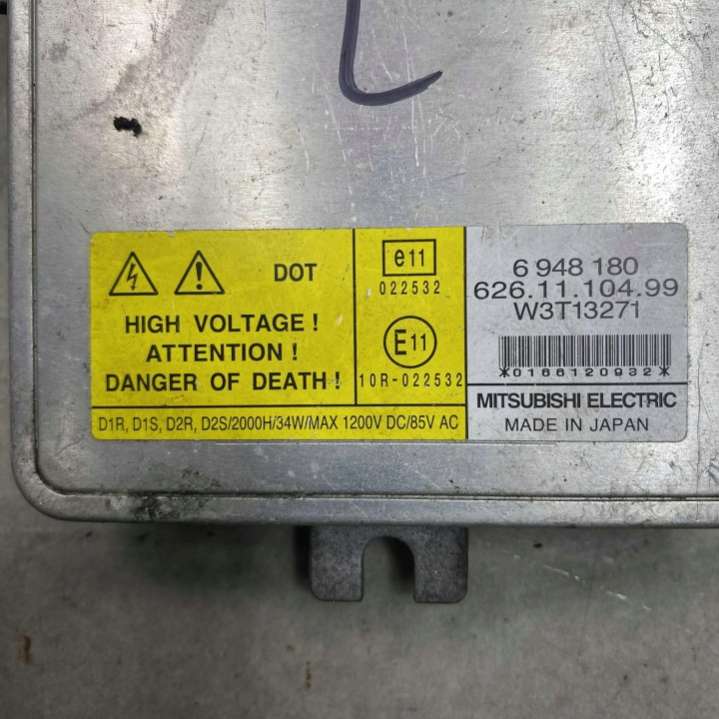 DOT
HIGH VOLTAGE !
ATTENTION !
DANGER OF DEATH !
e11
022532
E11
10R-022532
D1R, D1S, D2R, D2S/2000H/34W/MAX 1200V DC/85V AC
6 948 180
626.11.104.99
W3T13271
*0166120932*
MITSUBISHI ELECTRIC
MADE IN JAPAN